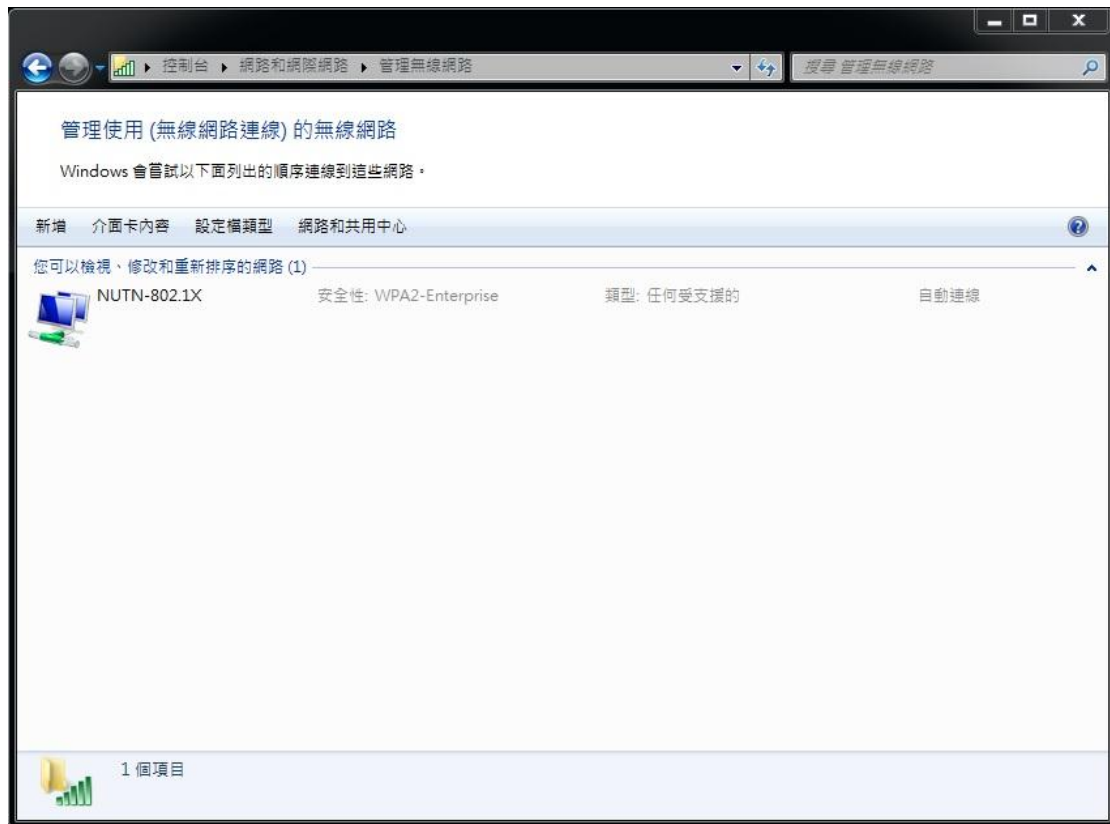 控制台 ▸ 網路和網際網路 ▸ 管理無線網路
搜尋 管理無線網路
管理使用 (無線網路連線) 的無線網路
Windows 會嘗試以下面列出的順序連線到這些網路。
新增 介面卡內容 設定檔類型 網路和共用中心
您可以檢視、修改和重新排序的網路 (1)
NUTN-802.1X 安全性: WPA2-Enterprise 類型: 任何受支援的 自動連線
1 個項目